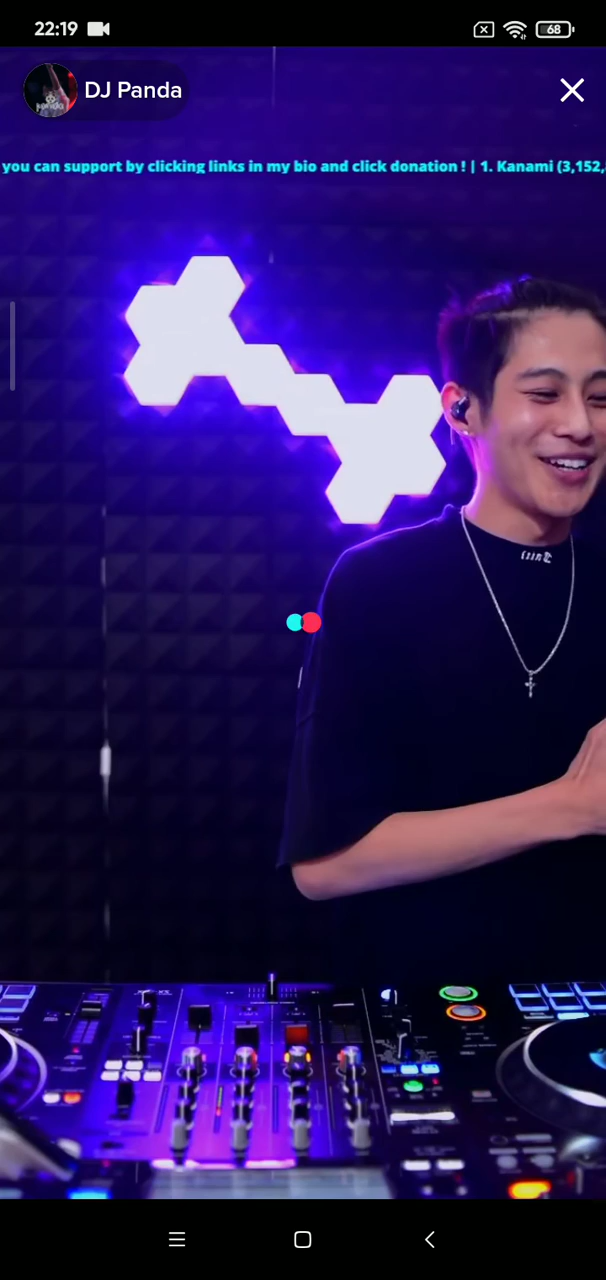 22:19
68
DJ Panda
you can support by clicking links in my bio and click donation ! | 1. Kanami (3,152,